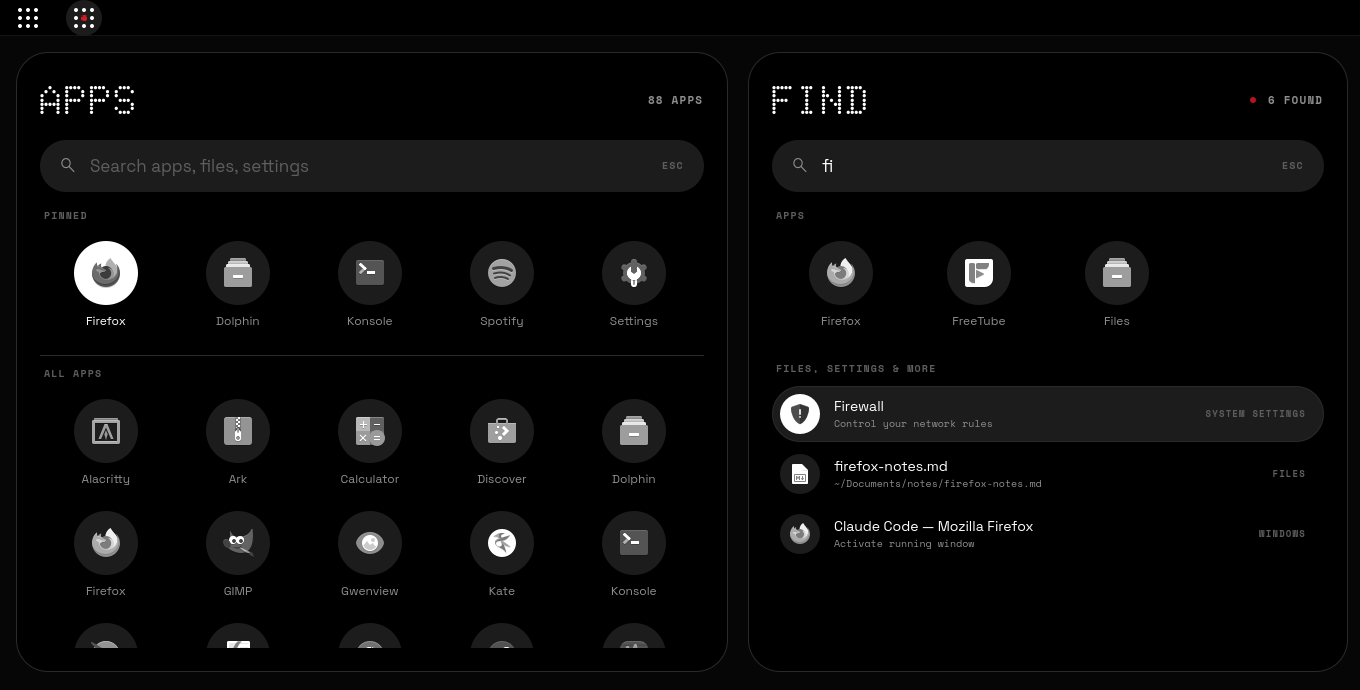 APPS
88 APPS
Search apps, files, settings
ESC
PINNED
Firefox
Dolphin
Konsole
Spotify
Settings
ALL APPS
Alacritty
Ark
Calculator
Discover
Dolphin
Firefox
GIMP
Gwenview
Kate
Konsole
FIND
6 FOUND
fi
ESC
APPS
Firefox
FreeTube
Files
FILES, SETTINGS & MORE
Firewall
Control your network rules
SYSTEM SETTINGS
firefox-notes.md
~/Documents/notes/firefox-notes.md
FILES
Claude Code — Mozilla Firefox
Activate running window
WINDOWS